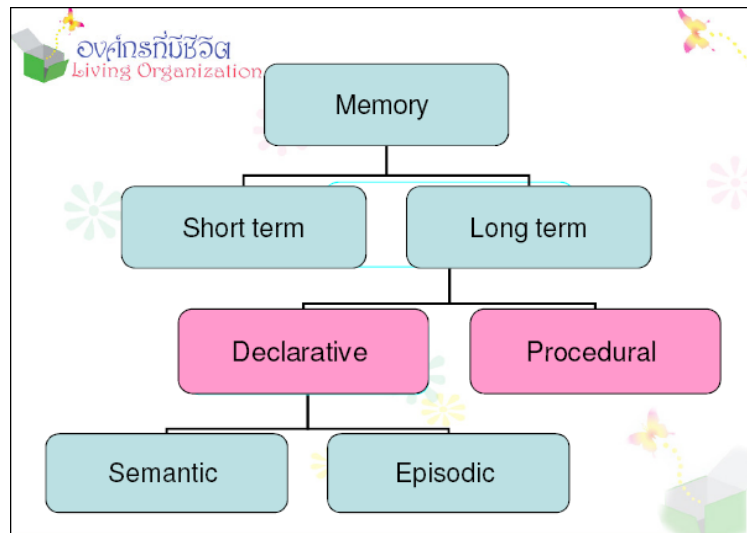 องค์กรที่มีชีวิต
Living Organization
Memory
Short term
Long term
Declarative
Procedural
Semantic
Episodic